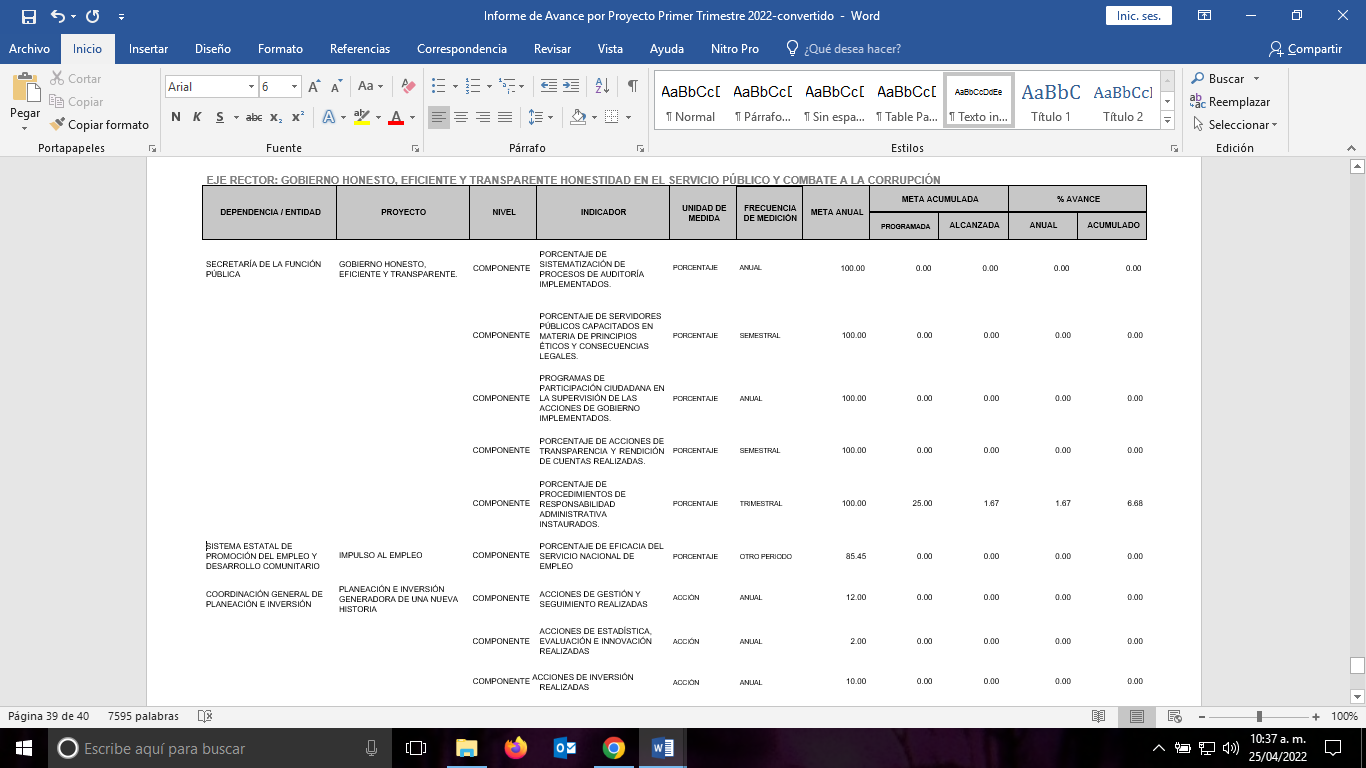 Informe de Avance por Proyecto Primer Trimestre 2022-convertido - Word
Inic. ses.
Archivo Inicio Insertar Diseño Formato Referencias Correspondencia Revisar Vista Ayuda Nitro Pro ¿Qué desea hacer? Compartir
Pegar
Cortar
Copiar
Copiar formato
Portapapeles
Arial 6
N K S abc x2 x2
Fuente
Párrafo
AaBbCcI ¶ Normal
AaBbCcD ¶ Párrafo...
AaBbCcD ¶ Sin espa...
AaBbCcD ¶ Table Pa...
AaBbCcDdEe ¶ Texto in...
AaBbC Título 1
AaBbCcI Título 2
Estilos
Buscar
Reemplazar
Seleccionar
Edición
EJE RECTOR: GOBIERNO HONESTO, EFICIENTE Y TRANSPARENTE HONESTIDAD EN EL SERVICIO PÚBLICO Y COMBATE A LA CORRUPCIÓN
DEPENDENCIA / ENTIDAD
PROYECTO
NIVEL
INDICADOR
UNIDAD DE
MEDIDA
FRECUENCIA
DE MEDICIÓN
META ANUAL
META ACUMULADA
PROGRAMADA ALCANZADA
% AVANCE
ANUAL ACUMULADO
SECRETARÍA DE LA FUNCIÓN
PÚBLICA
GOBIERNO HONESTO,
EFICIENTE Y TRANSPARENTE.
COMPONENTE
PORCENTAJE DE
SISTEMATIZACIÓN DE
PROCESOS DE AUDITORÍA
IMPLEMENTADOS.
PORCENTAJE ANUAL 100.00 0.00 0.00 0.00 0.00
COMPONENTE
PORCENTAJE DE SERVIDORES
PÚBLICOS CAPACITADOS EN
MATERIA DE PRINCIPIOS
ÉTICOS Y CONSECUENCIAS
LEGALES.
PORCENTAJE SEMESTRAL 100.00 0.00 0.00 0.00 0.00
COMPONENTE
PROGRAMAS DE
PARTICIPACIÓN CIUDADANA EN
LA SUPERVISIÓN DE LAS
ACCIONES DE GOBIERNO
IMPLEMENTADOS.
PORCENTAJE ANUAL 100.00 0.00 0.00 0.00 0.00
COMPONENTE
PORCENTAJE DE ACCIONES DE
TRANSPARENCIA Y RENDICIÓN
DE CUENTAS REALIZADAS.
PORCENTAJE SEMESTRAL 100.00 0.00 0.00 0.00 0.00
COMPONENTE
PORCENTAJE DE
PROCEDIMIENTOS DE
RESPONSABILIDAD
ADMINISTRATIVA
INSTAURADOS.
PORCENTAJE TRIMESTRAL 100.00 25.00 1.67 1.67 6.68
SISTEMA ESTATAL DE
PROMOCIÓN DEL EMPLEO Y
DESARROLLO COMUNITARIO
IMPULSO AL EMPLEO
COMPONENTE
PORCENTAJE DE EFICACIA DEL
SERVICIO NACIONAL DE
EMPLEO
PORCENTAJE OTRO PERIODO 85.45 0.00 0.00 0.00 0.00
COORDINACIÓN GENERAL DE
PLANEACIÓN E INVERSIÓN
PLANEACIÓN E INVERSIÓN
GENERADORA DE UNA NUEVA
HISTORIA
COMPONENTE
ACCIONES DE GESTIÓN Y
SEGUIMIENTO REALIZADAS
ACCIÓN ANUAL 12.00 0.00 0.00 0.00 0.00
COMPONENTE
ACCIONES DE ESTADÍSTICA,
EVALUACIÓN E INNOVACIÓN
REALIZADAS
ACCIÓN ANUAL 2.00 0.00 0.00 0.00 0.00
COMPONENTE
ACCIONES DE INVERSIÓN
REALIZADAS
ACCIÓN ANUAL 10.00 0.00 0.00 0.00 0.00
Página 39 de 40 7595 palabras
100%
Escribe aquí para buscar
10:37 a. m.
25/04/2022